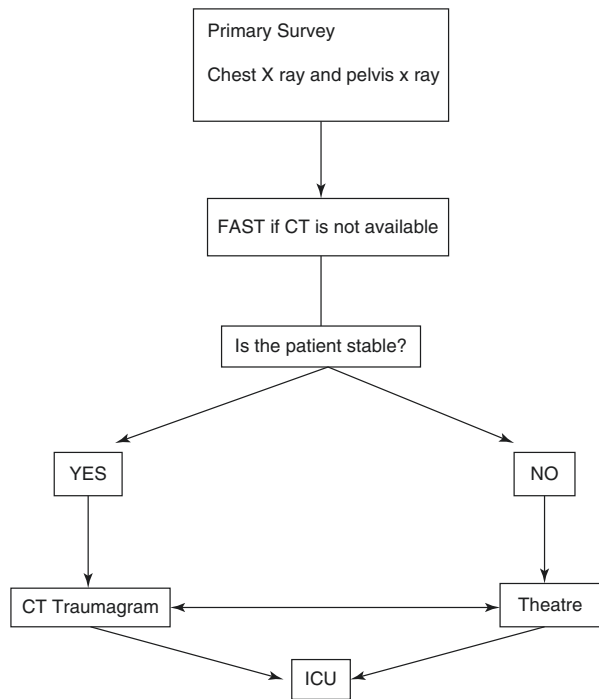 Primary Survey
Chest X ray and pelvis x ray
FAST if CT is not available
Is the patient stable?
YES
NO
CT Traumagram
Theatre
ICU